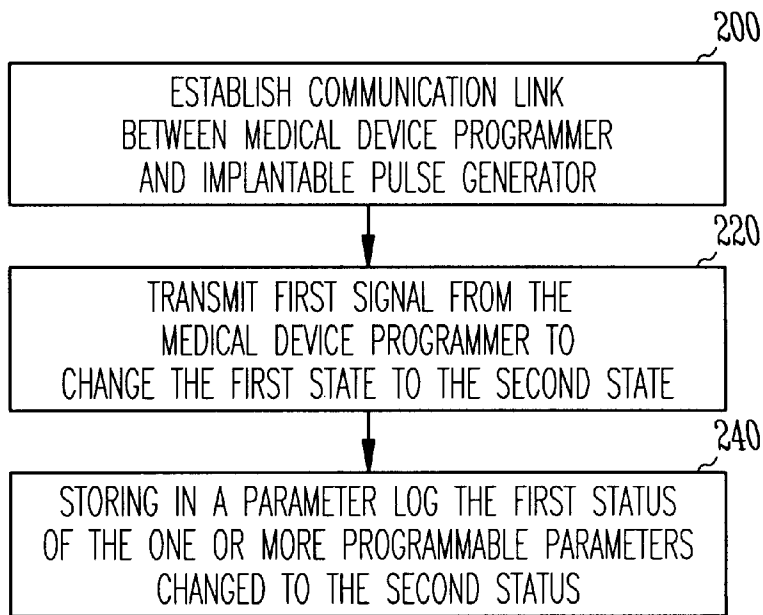 200
ESTABLISH COMMUNICATION LINK
BETWEEN MEDICAL DEVICE PROGRAMMER
AND IMPLANTABLE PULSE GENERATOR
220
TRANSMIT FIRST SIGNAL FROM THE
MEDICAL DEVICE PROGRAMMER TO
CHANGE THE FIRST STATE TO THE SECOND STATE
240
STORING IN A PARAMETER LOG THE FIRST STATUS
OF THE ONE OR MORE PROGRAMMABLE PARAMETERS
CHANGED TO THE SECOND STATUS